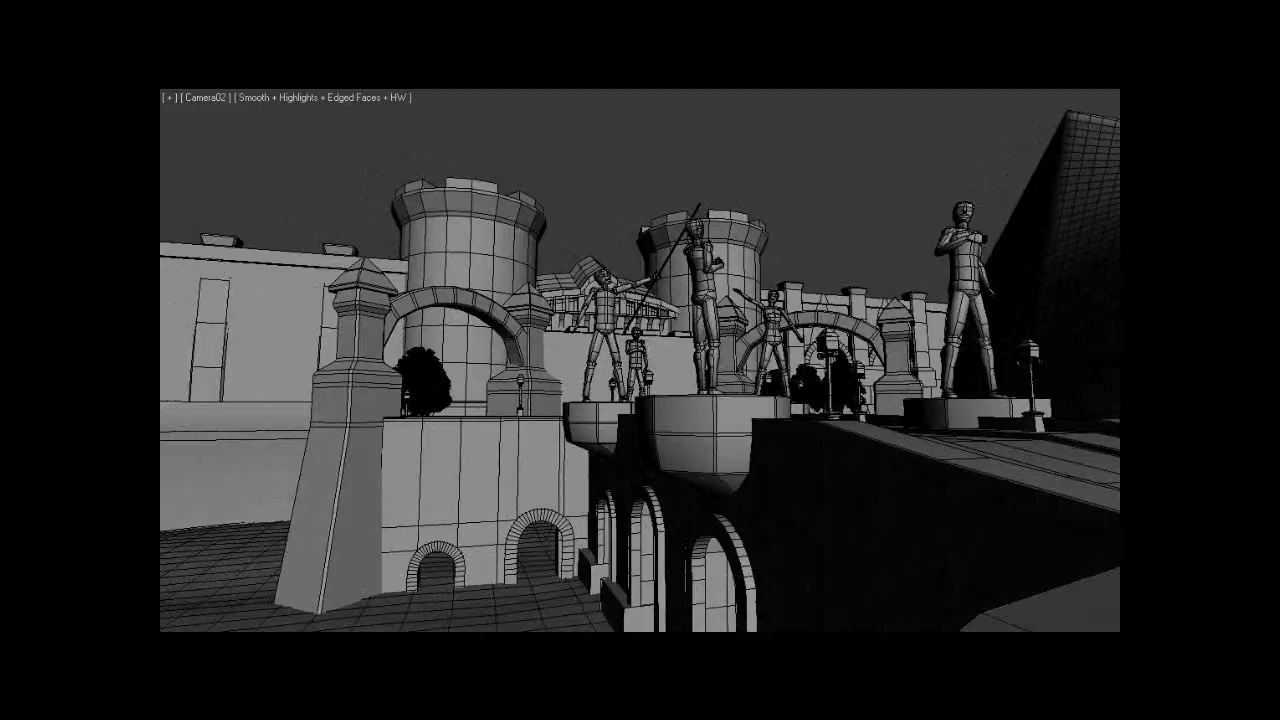 [ + ] [ Camera02 ] [ Smooth + Highlights + Edged Faces + HW ]